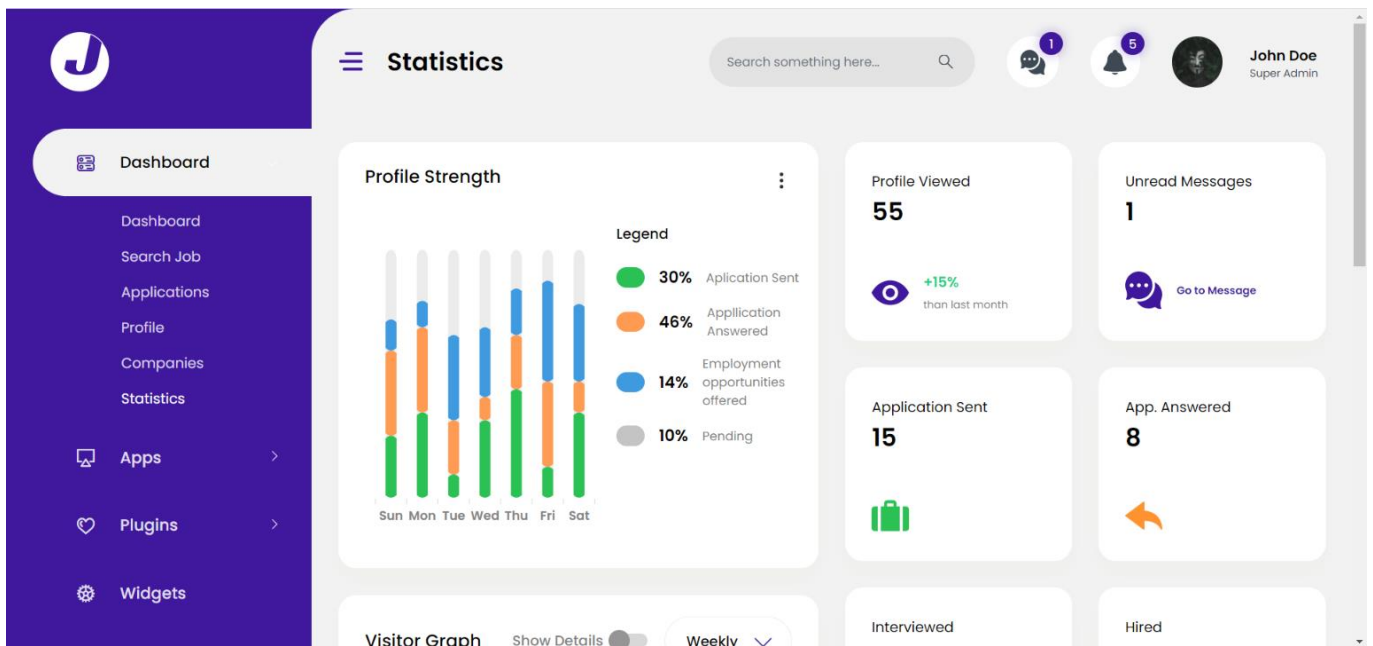 J
Statistics
Search something here...
1
5
John Doe
Super Admin
Dashboard
Dashboard
Search Job
Applications
Profile
Companies
Statistics
Apps
Plugins
Widgets
Profile Strength
Legend
30% Aplication Sent
46% Appllication
Answered
14% Employment
opportunities
offered
10% Pending
Sun Mon Tue Wed Thu Fri Sat
Profile Viewed
55
+15%
than last month
Unread Messages
1
Go to Message
Application Sent
15
App. Answered
8
Visitor Graph
Show Details
Weekly
Interviewed
Hired